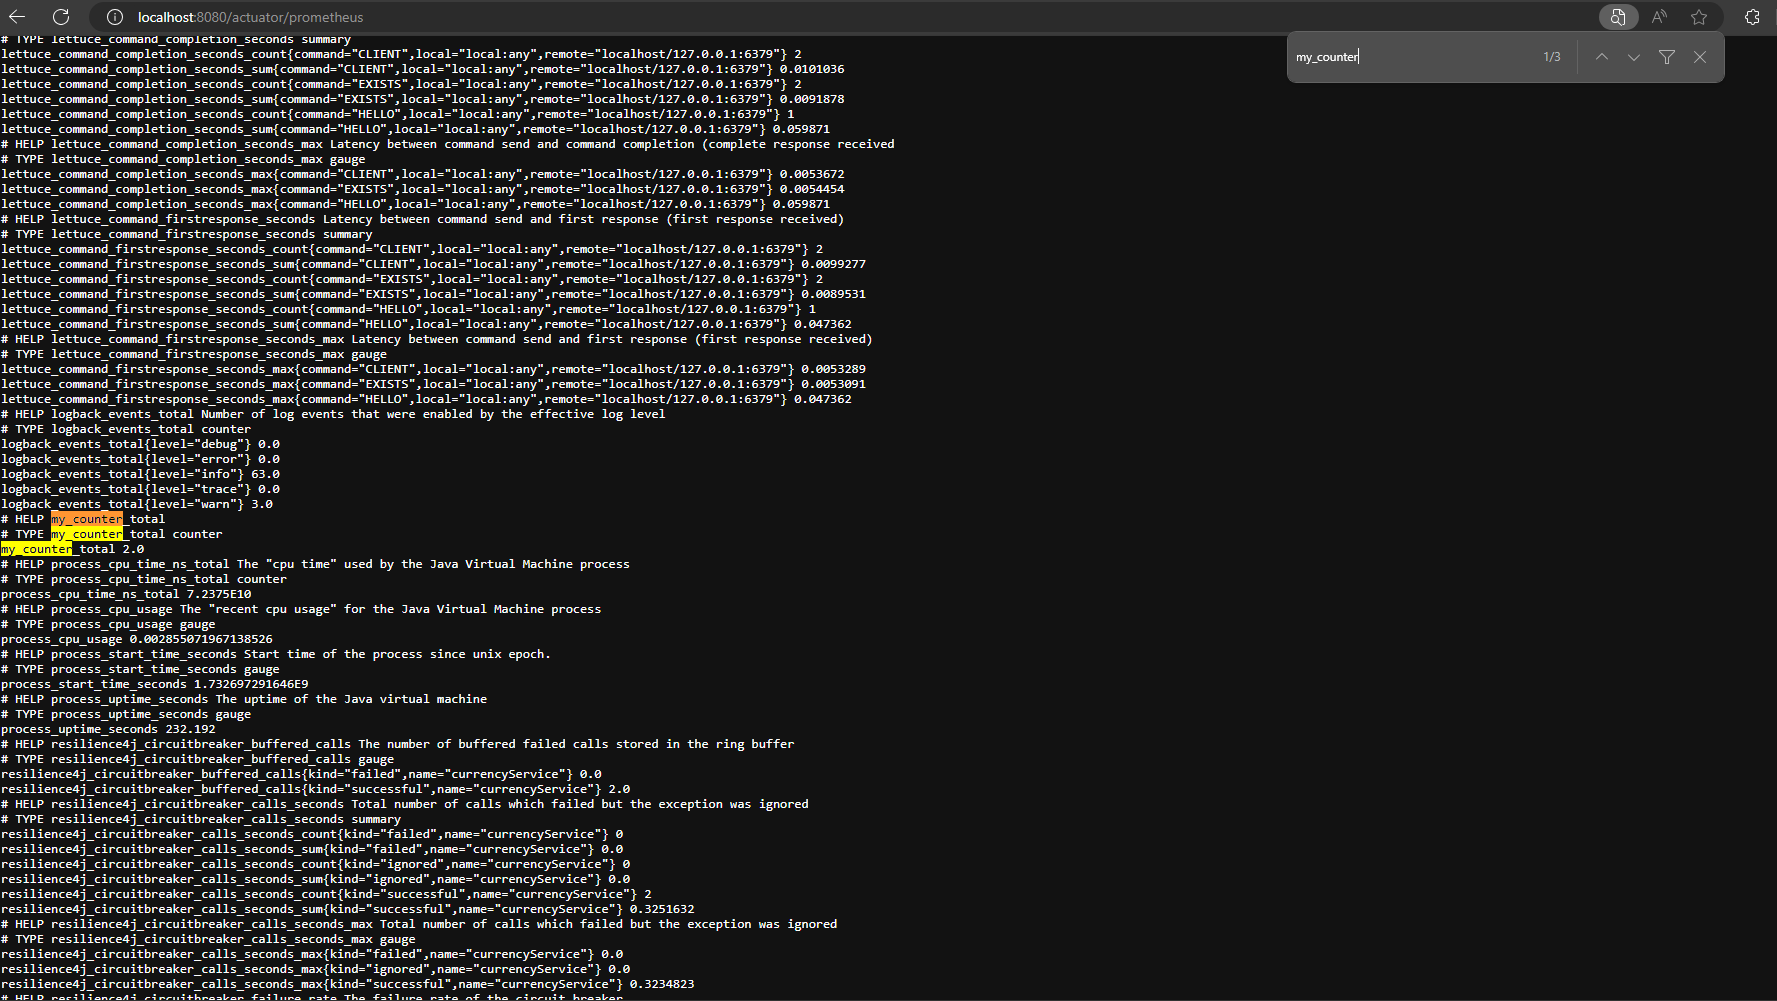 localhost:8080/actuator/prometheus
my_counter
1/3
# TYPE lettuce_command_completion_seconds summary
lettuce_command_completion_seconds_count{command="CLIENT",local="local:any",remote="localhost/127.0.0.1:6379"} 2
lettuce_command_completion_seconds_sum{command="CLIENT",local="local:any",remote="localhost/127.0.0.1:6379"} 0.0101036
lettuce_command_completion_seconds_count{command="EXISTS",local="local:any",remote="localhost/127.0.0.1:6379"} 2
lettuce_command_completion_seconds_sum{command="EXISTS",local="local:any",remote="localhost/127.0.0.1:6379"} 0.0091878
lettuce_command_completion_seconds_count{command="HELLO",local="local:any",remote="localhost/127.0.0.1:6379"} 1
lettuce_command_completion_seconds_sum{command="HELLO",local="local:any",remote="localhost/127.0.0.1:6379"} 0.059871
# HELP lettuce_command_completion_seconds_max Latency between command send and command completion (complete response received
# TYPE lettuce_command_completion_seconds_max gauge
lettuce_command_completion_seconds_max{command="CLIENT",local="local:any",remote="localhost/127.0.0.1:6379"} 0.0053672
lettuce_command_completion_seconds_max{command="EXISTS",local="local:any",remote="localhost/127.0.0.1:6379"} 0.0054454
lettuce_command_completion_seconds_max{command="HELLO",local="local:any",remote="localhost/127.0.0.1:6379"} 0.059871
# HELP lettuce_command_firstresponse_seconds Latency between command send and first response (first response received)
# TYPE lettuce_command_firstresponse_seconds summary
lettuce_command_firstresponse_seconds_count{command="CLIENT",local="local:any",remote="localhost/127.0.0.1:6379"} 2
lettuce_command_firstresponse_seconds_sum{command="CLIENT",local="local:any",remote="localhost/127.0.0.1:6379"} 0.0099277
lettuce_command_firstresponse_seconds_count{command="EXISTS",local="local:any",remote="localhost/127.0.0.1:6379"} 2
lettuce_command_firstresponse_seconds_sum{command="EXISTS",local="local:any",remote="localhost/127.0.0.1:6379"} 0.0089531
lettuce_command_firstresponse_seconds_count{command="HELLO",local="local:any",remote="localhost/127.0.0.1:6379"} 1
lettuce_command_firstresponse_seconds_sum{command="HELLO",local="local:any",remote="localhost/127.0.0.1:6379"} 0.047362
# HELP lettuce_command_firstresponse_seconds_max Latency between command send and first response (first response received)
# TYPE lettuce_command_firstresponse_seconds_max gauge
lettuce_command_firstresponse_seconds_max{command="CLIENT",local="local:any",remote="localhost/127.0.0.1:6379"} 0.0053289
lettuce_command_firstresponse_seconds_max{command="EXISTS",local="local:any",remote="localhost/127.0.0.1:6379"} 0.0053091
lettuce_command_firstresponse_seconds_max{command="HELLO",local="local:any",remote="localhost/127.0.0.1:6379"} 0.047362
# HELP logback_events_total Number of log events that were enabled by the effective log level
# TYPE logback_events_total counter
logback_events_total{level="debug"} 0.0
logback_events_total{level="error"} 0.0
logback_events_total{level="info"} 63.0
logback_events_total{level="trace"} 0.0
logback_events_total{level="warn"} 3.0
# HELP my_counter_total
# TYPE my_counter_total counter
my_counter_total 2.0
# HELP process_cpu_time_ns_total The "cpu time" used by the Java Virtual Machine process
# TYPE process_cpu_time_ns_total counter
process_cpu_time_ns_total 7.2375E10
# HELP process_cpu_usage The "recent cpu usage" for the Java Virtual Machine process
# TYPE process_cpu_usage gauge
process_cpu_usage 0.002855071967138526
# HELP process_start_time_seconds Start time of the process since unix epoch.
# TYPE process_start_time_seconds gauge
process_start_time_seconds 1.732697291646E9
# HELP process_uptime_seconds The uptime of the Java virtual machine
# TYPE process_uptime_seconds gauge
process_uptime_seconds 232.192
# HELP resilience4j_circuitbreaker_buffered_calls The number of buffered failed calls stored in the ring buffer
# TYPE resilience4j_circuitbreaker_buffered_calls gauge
resilience4j_circuitbreaker_buffered_calls{kind="failed",name="currencyService"} 0.0
resilience4j_circuitbreaker_buffered_calls{kind="successful",name="currencyService"} 2.0
# HELP resilience4j_circuitbreaker_calls_seconds Total number of calls which failed but the exception was ignored
# TYPE resilience4j_circuitbreaker_calls_seconds summary
resilience4j_circuitbreaker_calls_seconds_count{kind="failed",name="currencyService"} 0
resilience4j_circuitbreaker_calls_seconds_sum{kind="failed",name="currencyService"} 0.0
resilience4j_circuitbreaker_calls_seconds_count{kind="ignored",name="currencyService"} 0
resilience4j_circuitbreaker_calls_seconds_sum{kind="ignored",name="currencyService"} 0.0
resilience4j_circuitbreaker_calls_seconds_count{kind="successful",name="currencyService"} 2
resilience4j_circuitbreaker_calls_seconds_sum{kind="successful",name="currencyService"} 0.3251632
# HELP resilience4j_circuitbreaker_calls_seconds_max Total number of calls which failed but the exception was ignored
# TYPE resilience4j_circuitbreaker_calls_seconds_max gauge
resilience4j_circuitbreaker_calls_seconds_max{kind="failed",name="currencyService"} 0.0
resilience4j_circuitbreaker_calls_seconds_max{kind="ignored",name="currencyService"} 0.0
resilience4j_circuitbreaker_calls_seconds_max{kind="successful",name="currencyService"} 0.3234823
# HELP resilience4j_circuitbreaker_failure_rate The failure rate of the circuit breaker